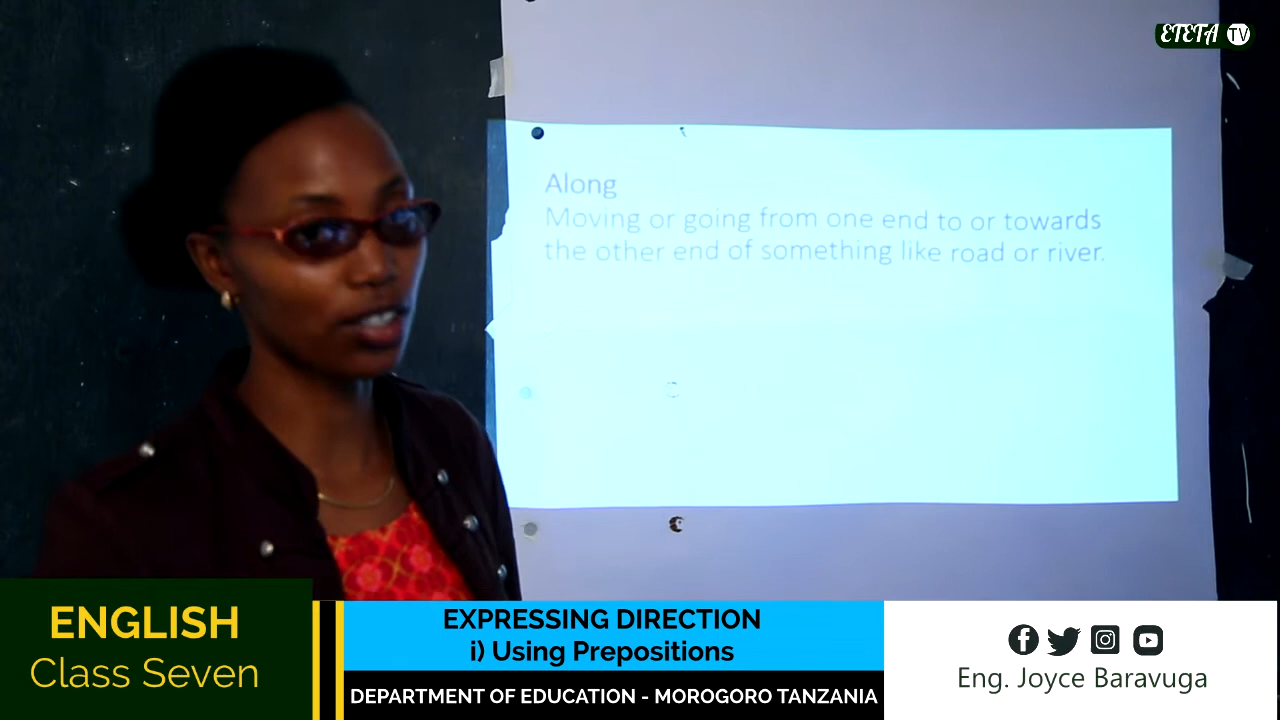 ETETA TV
Along
Moving or going from one end to or towards
the other end of something like road or river.
ENGLISH
Class Seven
EXPRESSING DIRECTION
i) Using Prepositions
DEPARTMENT OF EDUCATION - MOROGORO TANZANIA
Eng. Joyce Baravuga